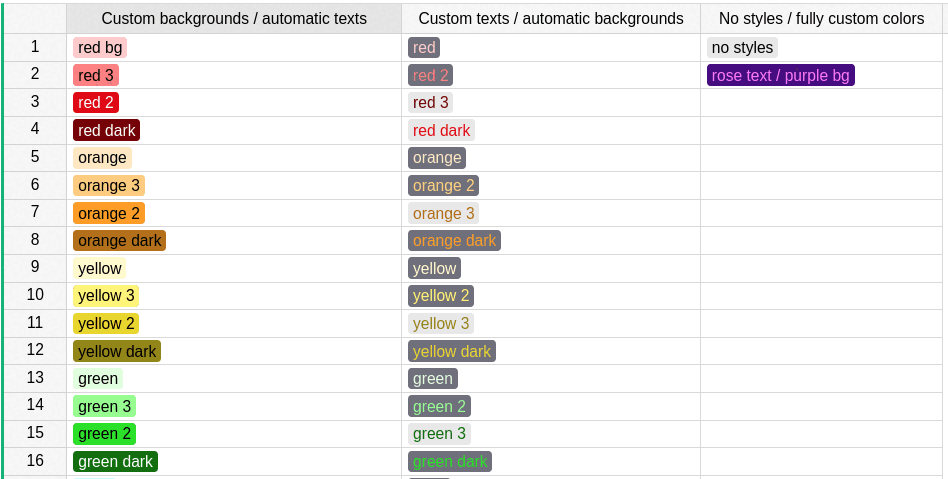 Custom backgrounds / automatic texts Custom texts / automatic backgrounds No styles / fully custom colors
1 red bg red no styles
2 red 3 red 2 rose text / purple bg
3 red 2 red 3
4 red dark red dark
5 orange orange
6 orange 3 orange 2
7 orange 2 orange 3
8 orange dark orange dark
9 yellow yellow
10 yellow 3 yellow 2
11 yellow 2 yellow 3
12 yellow dark yellow dark
13 green green
14 green 3 green 2
15 green 2 green 3
16 green dark green dark